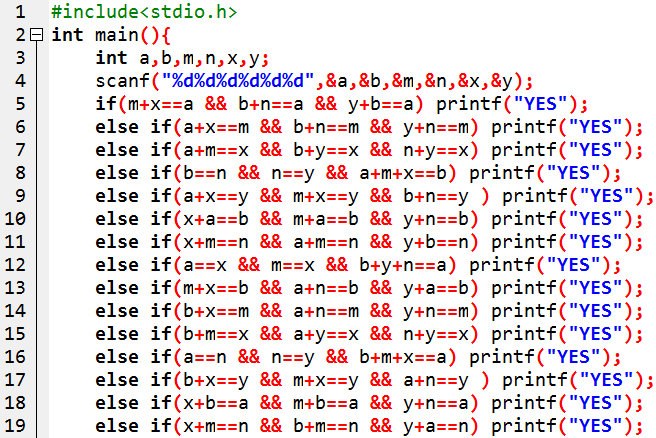 1 #include<stdio.h>
2 int main(){
3 int a,b,m,n,x,y;
4 scanf("%d%d%d%d%d%d",&a,&b,&m,&n,&x,&y);
5 if(m+x==a && b+n==a && y+b==a) printf("YES");
6 else if(a+x==m && b+n==m && y+n==m) printf("YES");
7 else if(a+m==x && b+y==x && n+y==x) printf("YES");
8 else if(b==n && n==y && a+m+x==b) printf("YES");
9 else if(a+x==y && m+x==y && b+n==y ) printf("YES");
10 else if(x+a==b && m+a==b && y+n==b) printf("YES");
11 else if(x+m==n && a+m==n && y+b==n) printf("YES");
12 else if(a==x && m==x && b+y+n==a) printf("YES");
13 else if(m+x==b && a+n==b && y+a==b) printf("YES");
14 else if(b+x==m && a+n==m && y+n==m) printf("YES");
15 else if(b+m==x && a+y==x && n+y==x) printf("YES");
16 else if(a==n && n==y && b+m+x==a) printf("YES");
17 else if(b+x==y && m+x==y && a+n==y ) printf("YES");
18 else if(x+b==a && m+b==a && y+n==a) printf("YES");
19 else if(x+m==n && b+m==n && y+a==n) printf("YES");